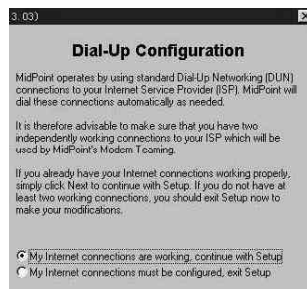 3.03)
Dial-Up Configuration
MidPoint operates by using standard Dial-Up Networking (DUN)
connections to your Internet Service Provider (ISP). MidPoint will
dial these connections automatically as needed.
It is therefore advisable to make sure that you have two
independently working connections to your ISP which will be
used by MidPoint's Modem Teaming.
If you already have your Internet connections working properly,
simply click Next to continue with Setup. If you do not have at
least two working connections, you should exit Setup now to
make your modifications.
My Internet connections are working, continue with Setup
My Internet connections must be configured, exit Setup